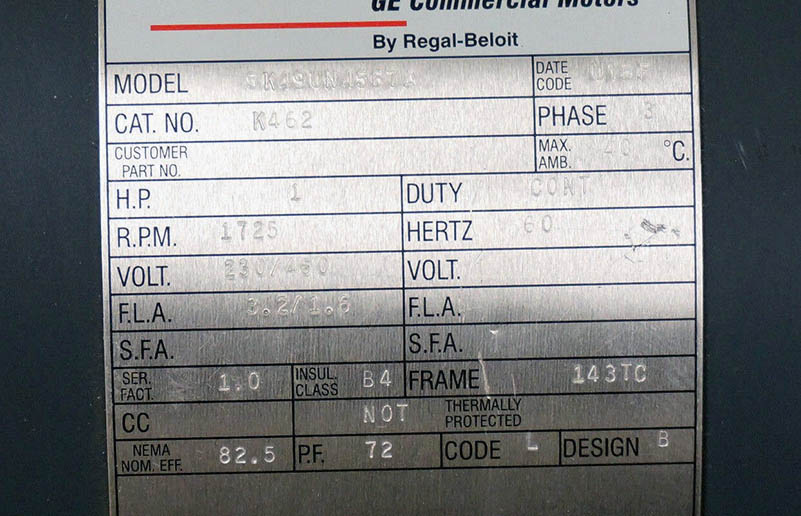 GE Commercial Motors
By Regal-Beloit
MODEL
DATE CODE
CAT. NO. K462 PHASE 3
CUSTOMER PART NO.
MAX. AMB. 40 °C.
H.P. 1 DUTY CONT
R.P.M. 1725 HERTZ 60
VOLT. 230/460 VOLT.
F.L.A. 3.2/1.6 F.L.A.
S.F.A. S.F.A.
SER. FACT. 1.0 INSUL. CLASS B4 FRAME 143TC
CC NOT THERMALLY PROTECTED
NEMA NOM. EFF. 82.5 P.F. 72 CODE L DESIGN B